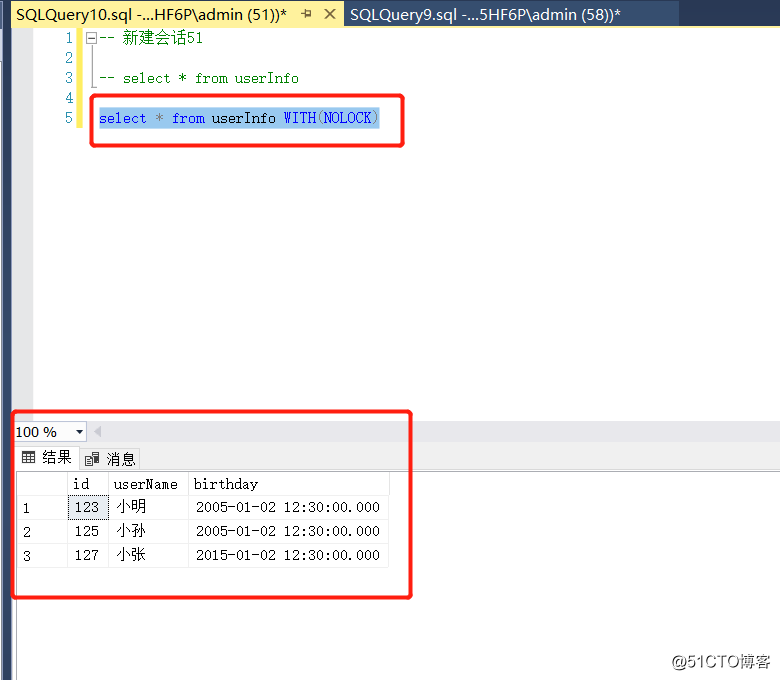 SQLQuery10.sql -...HF6P\admin (51))* SQLQuery9.sql -...5HF6P\admin (58))*
1 -- 新建会话51
2
3 -- select * from userInfo
4
5 select * from userInfo WITH(NOLOCK)
100 %
结果 消息
id userName birthday
1 123 小明 2005-01-02 12:30:00.000
2 125 小孙 2005-01-02 12:30:00.000
3 127 小张 2015-01-02 12:30:00.000
@51CTO博客